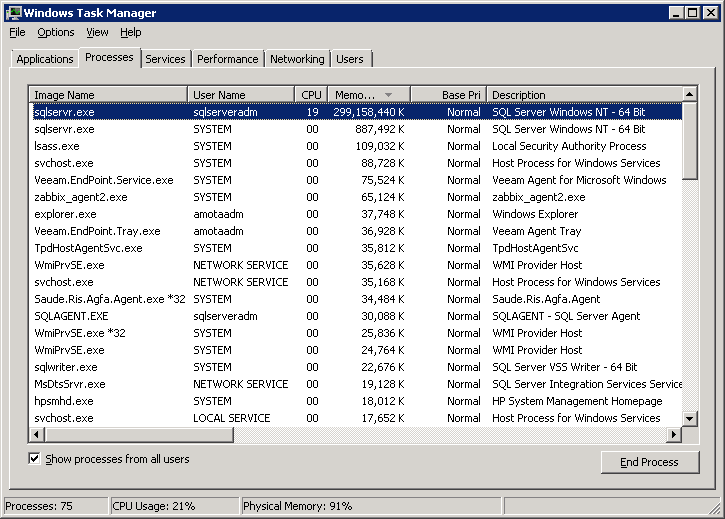 Windows Task Manager
File Options View Help
Applications Processes Services Performance Networking Users
Image Name User Name CPU Memo... Base Pri Description
sqlservr.exe sqlserveradm 19 299,158,440 K Normal SQL Server Windows NT - 64 Bit
sqlservr.exe SYSTEM 00 887,492 K Normal SQL Server Windows NT - 64 Bit
lsass.exe SYSTEM 00 109,032 K Normal Local Security Authority Process
svchost.exe SYSTEM 00 88,728 K Normal Host Process for Windows Services
Veeam.EndPoint.Service.exe SYSTEM 00 75,524 K Normal Veeam Agent for Microsoft Windows
zabbix_agent2.exe SYSTEM 00 65,124 K Normal zabbix_agent2.exe
explorer.exe amotaadm 00 37,748 K Normal Windows Explorer
Veeam.EndPoint.Tray.exe amotaadm 00 36,928 K Normal Veeam Agent Tray
TpdHostAgentSvc.exe SYSTEM 00 35,812 K Normal TpdHostAgentSvc
WmiPrvSE.exe NETWORK SERVICE 00 35,628 K Normal WMI Provider Host
svchost.exe NETWORK SERVICE 00 35,168 K Normal Host Process for Windows Services
Saude.Ris.Agfa.Agent.exe *32 SYSTEM 00 34,484 K Normal Saude.Ris.Agfa.Agent
SQLAGENT.EXE sqlserveradm 00 30,088 K Normal SQLAGENT - SQL Server Agent
WmiPrvSE.exe *32 SYSTEM 00 25,836 K Normal WMI Provider Host
WmiPrvSE.exe SYSTEM 00 24,764 K Normal WMI Provider Host
sqlwriter.exe SYSTEM 00 22,676 K Normal SQL Server VSS Writer - 64 Bit
MsDtsSrvr.exe NETWORK SERVICE 00 19,128 K Normal SQL Server Integration Services Service
hpsmhd.exe SYSTEM 00 18,012 K Normal HP System Management Homepage
svchost.exe LOCAL SERVICE 00 17,652 K Normal Host Process for Windows Services
Show processes from all users
End Process
Processes: 75 CPU Usage: 21% Physical Memory: 91%